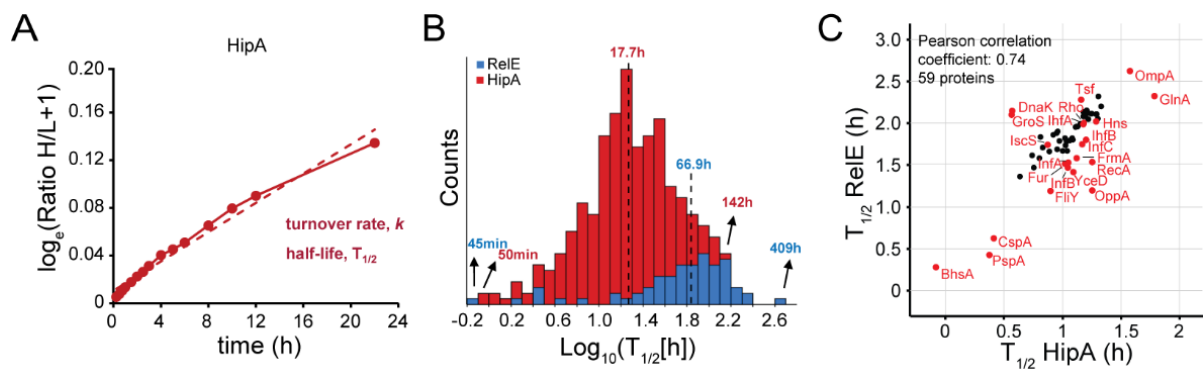 A
HipA
log_e(Ratio H/L+1)
0.20
0.16
0.12
0.08
0.04
0
0
4
8
12
16
20
24
time (h)
turnover rate, k
half-life, T_1/2
B
RelE
HipA
17.7h
66.9h
142h
409h
45min
50min
Counts
-0.2
0.2
0.6
1.0
1.4
1.8
2.2
2.6
Log_10(T_1/2[h])
C
Pearson correlation
coefficient: 0.74
59 proteins
T_1/2 RelE (h)
3.0
2.5
2.0
1.5
1.0
0.5
0
OmpA
GlnA
Tsf
DnaK
Rho
GroS
IhfA
Hns
IscS
IhfB
InfC
InfA
FrmA
Fur
RecA
InfB
YceD
FliY
OppA
CspA
PspA
BhsA
0
0.5
1
1.5
2
T_1/2 HipA (h)